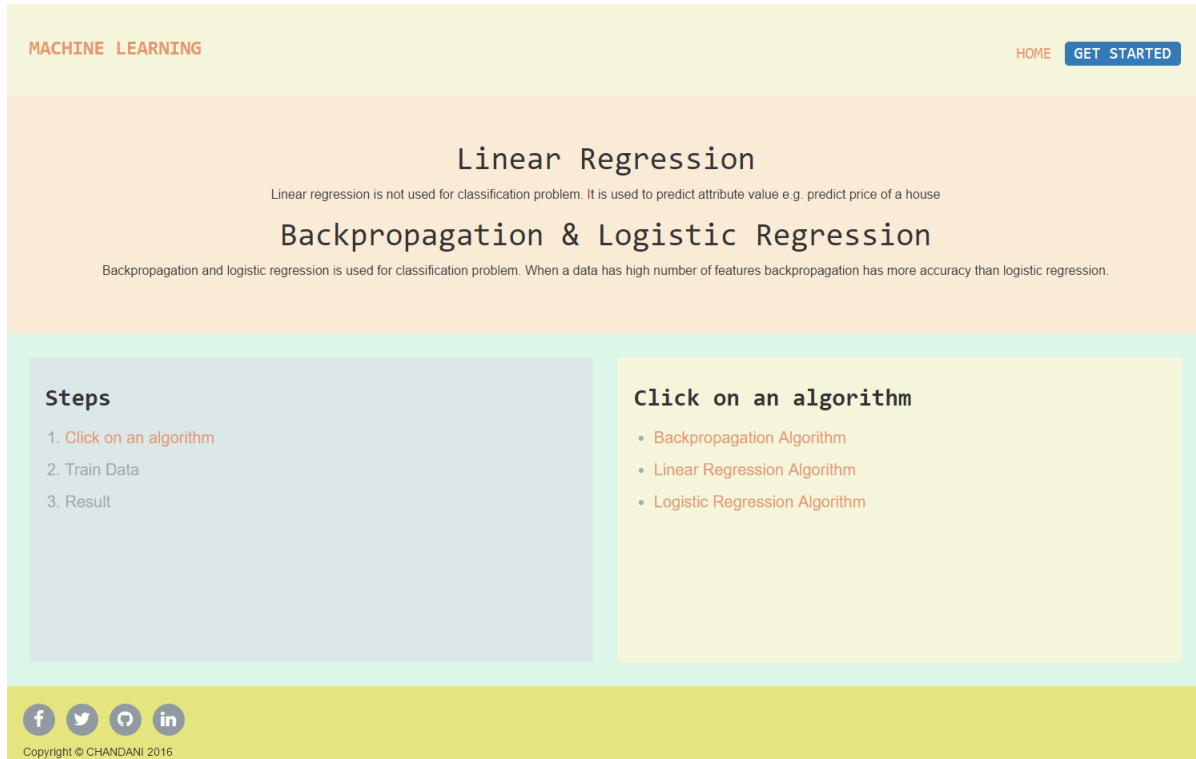 MACHINE LEARNING
HOME
GET STARTED
Linear Regression
Linear regression is not used for classification problem. It is used to predict attribute value e.g. predict price of a house
Backpropagation & Logistic Regression
Backpropagation and logistic regression is used for classification problem. When a data has high number of features backpropagation has more accuracy than logistic regression.
Steps
1. Click on an algorithm
2. Train Data
3. Result
Click on an algorithm
• Backpropagation Algorithm
• Linear Regression Algorithm
• Logistic Regression Algorithm
Copyright © CHANDANI 2016